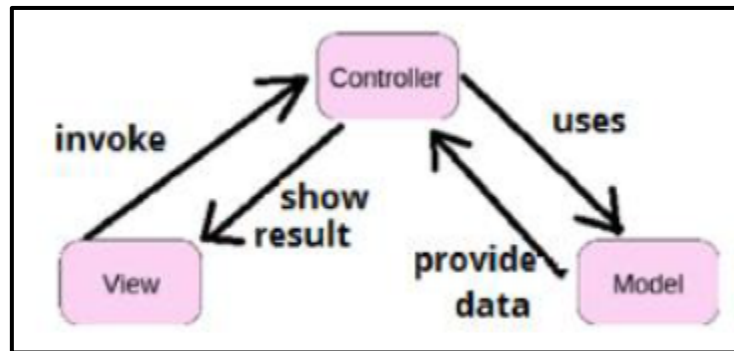 Controller
invoke
uses
show
result
provide
data
View
Model